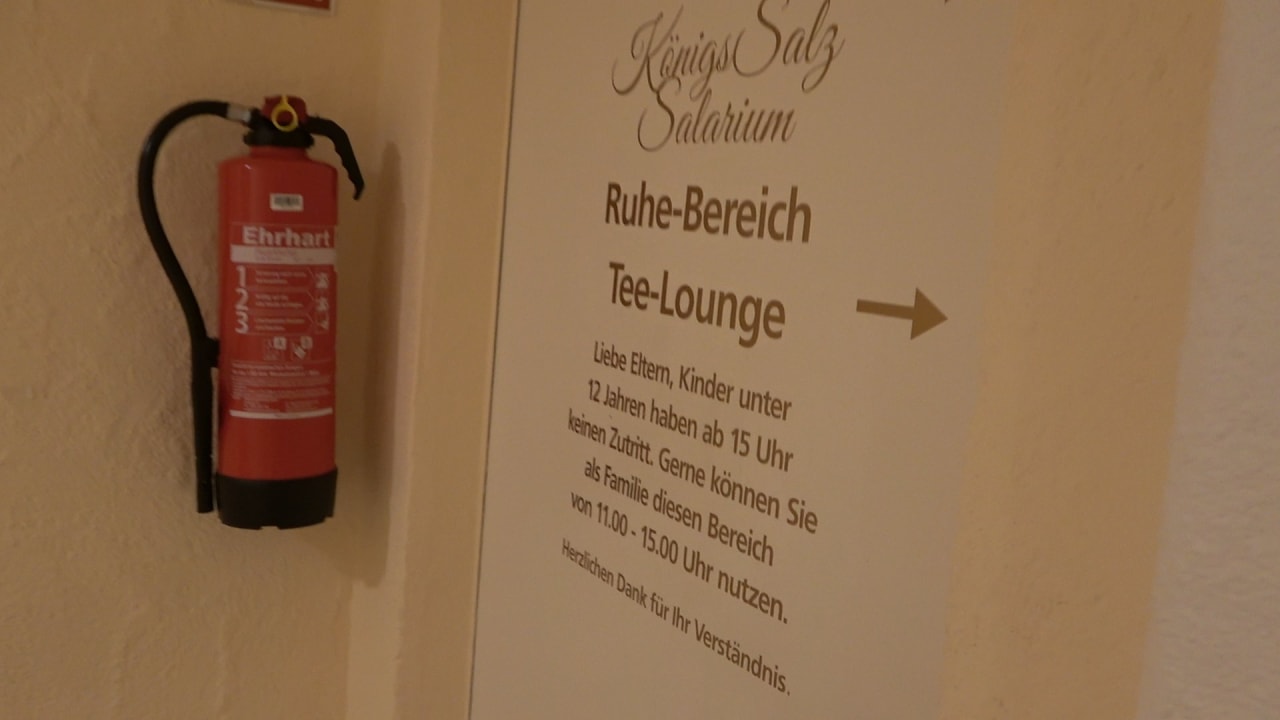 Ehrhart
1
2
3
KönigsSalz
Salarium
Ruhe-Bereich
Tee-Lounge
Liebe Eltern, Kinder unter
12 Jahren haben ab 15 Uhr
keinen Zutritt. Gerne können Sie
als Familie diesen Bereich
von 11.00 - 15.00 Uhr nutzen.
Herzlichen Dank für Ihr Verständnis.